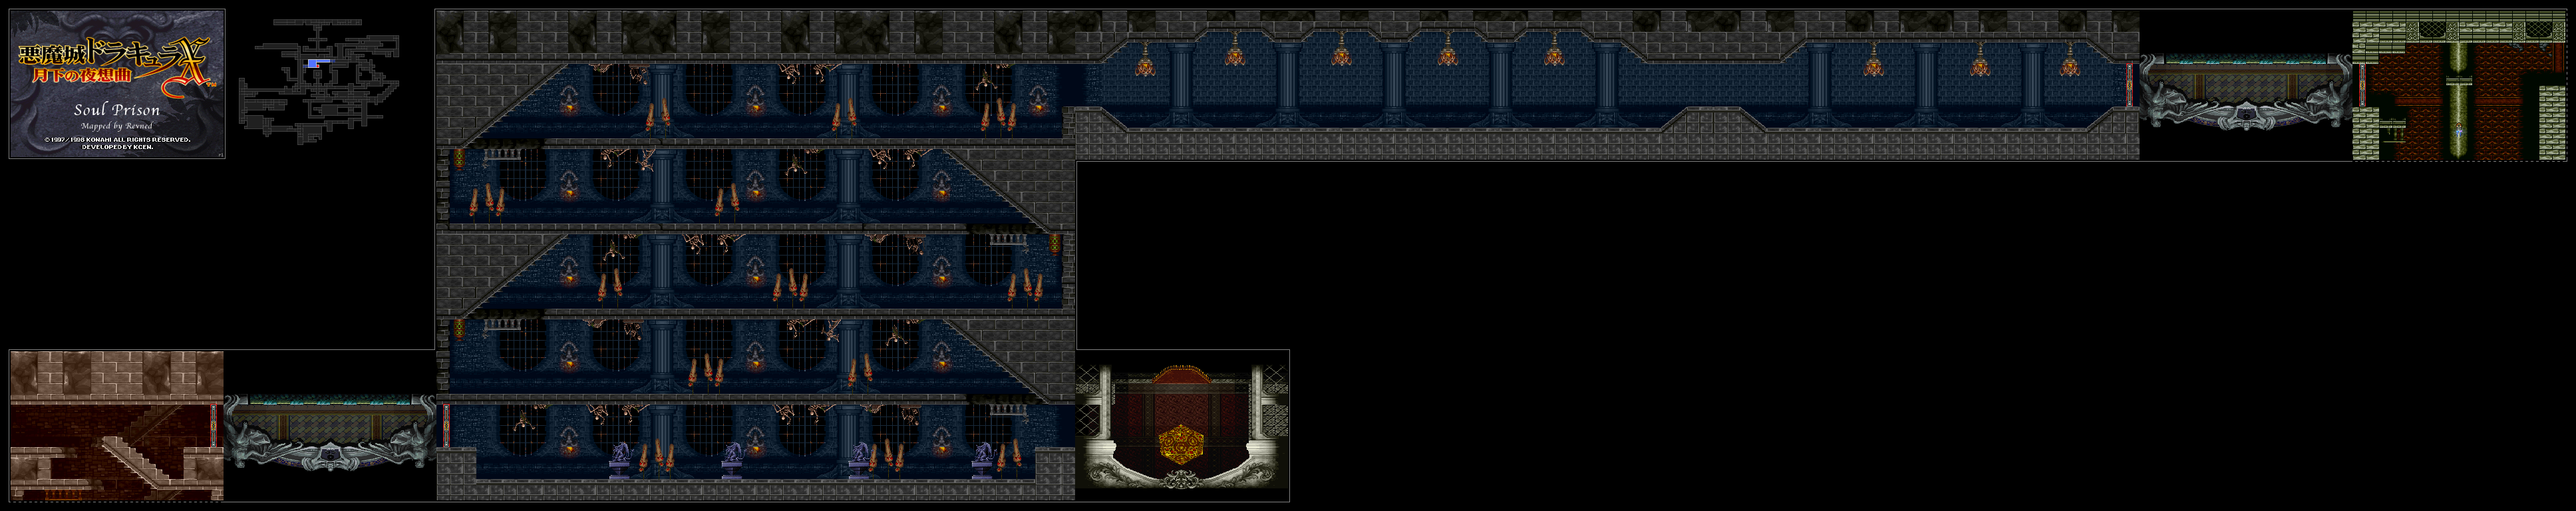 悪魔城ドラキュラX
月下の夜想曲
Soul Prison
Mapped by Revned
© 1997/1998 KONAMI ALL RIGHTS RESERVED.
DEVELOPED BY KCEN.